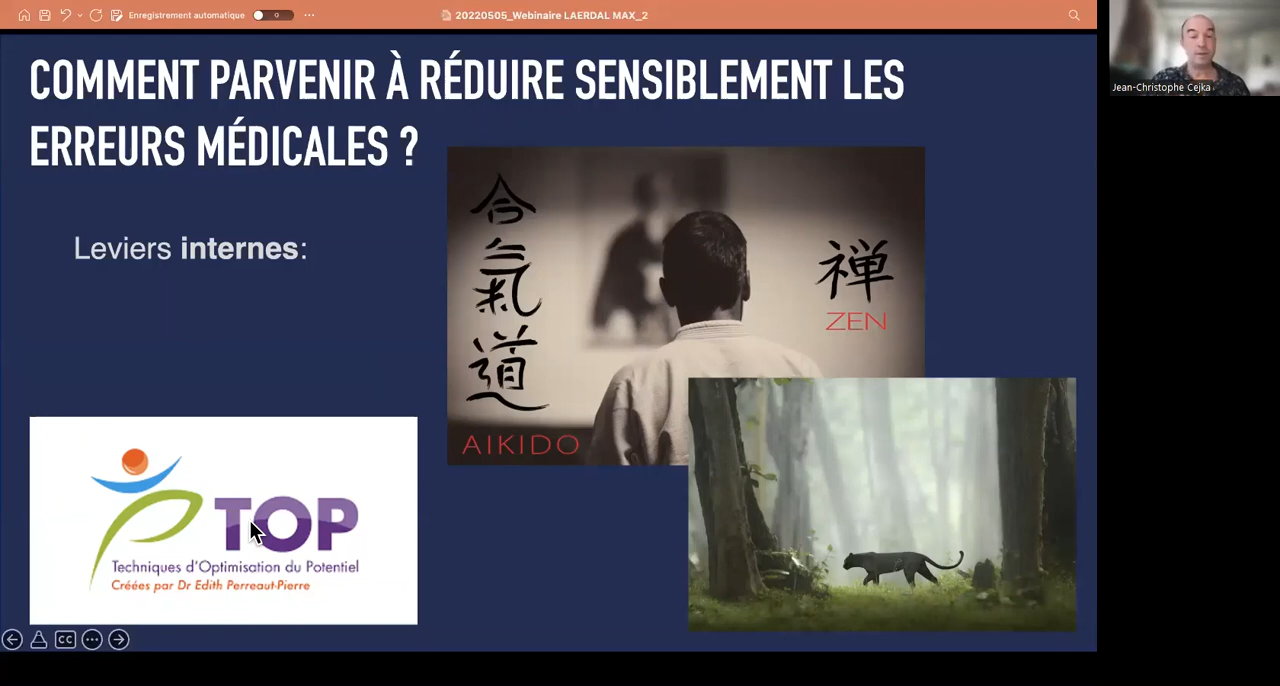 Enregistrement automatique
20220505_Webinaire LAERDAL MAX_2
Jean-Christophe Cejka
COMMENT PARVENIR À RÉDUIRE SENSIBLEMENT LES
ERREURS MÉDICALES ?
Leviers internes:
合
氣
道
AIKIDO
禅
ZEN
TOP
Techniques d'Optimisation du Potentiel
Créées par Dr Edith Perreaut-Pierre
CC